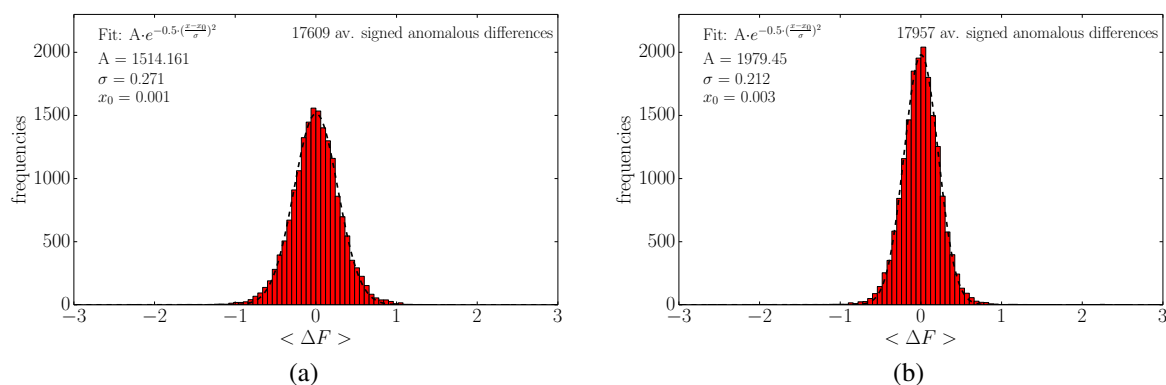 Fit: A·e^{−0.5·(\frac{x−x_0}{σ})^2} 17609 av. signed anomalous differences
A = 1514.161
σ = 0.271
x_0 = 0.001
2000
1500
1000
500
0
frequencies
−3 −2 −1 0 1 2 3
< ΔF >
(a)
Fit: A·e^{−0.5·(\frac{x−x_0}{σ})^2} 17957 av. signed anomalous differences
A = 1979.45
σ = 0.212
x_0 = 0.003
2000
1500
1000
500
0
frequencies
−3 −2 −1 0 1 2 3
< ΔF >
(b)